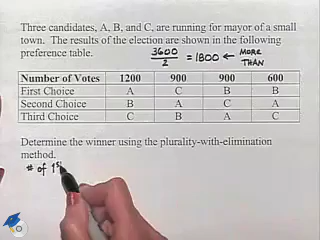 Three candidates, A, B, and C, are running for mayor of a small
town. The results of the election are shown in the following
preference table. 3600/2 = 1800 ← MORE THAN
Number of Votes 1200 900 900 600
First Choice A C B B
Second Choice B A C A
Third Choice C B A C
Determine the winner using the plurality-with-elimination
method.
# of 1st